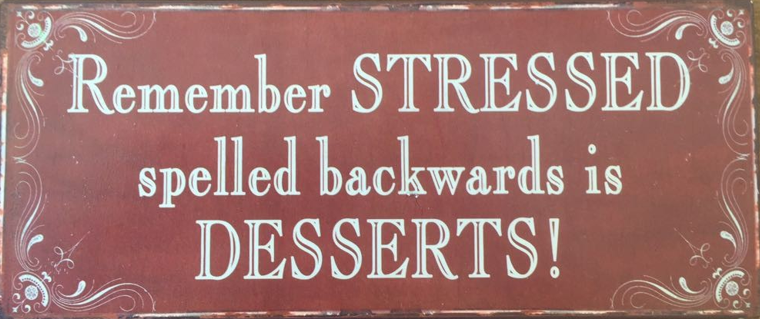 Remember STRESSED
spelled backwards is
DESSERTS!